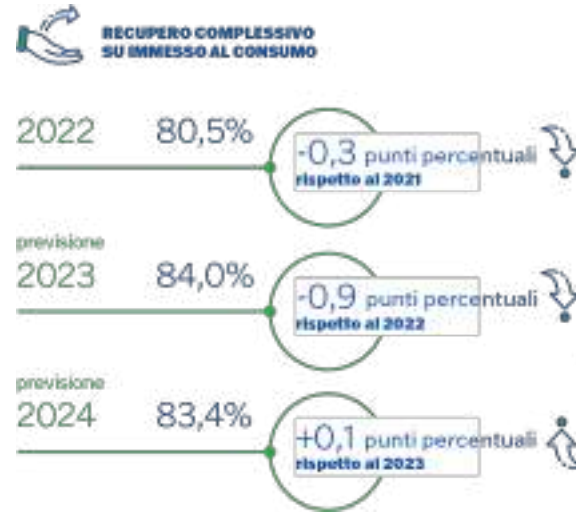 RECUPERO COMPLESSIVO
SU IMMESSO AL CONSUMO
2022 80,5% -0,3 punti percentuali
rispetto al 2021
previsione
2023 84,0% -0,9 punti percentuali
rispetto al 2022
previsione
2024 83,4% +0,1 punti percentuali
rispetto al 2023